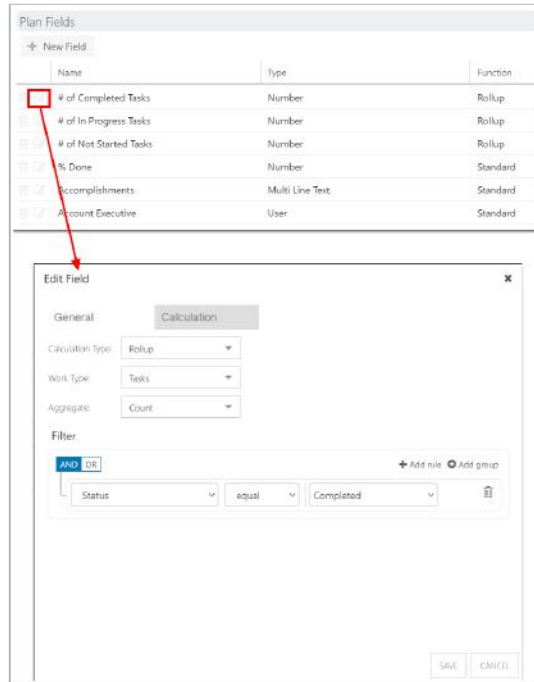 Plan Fields
+ New Field
Name Type Function
# of Completed Tasks Number Rollup
# of In Progress Tasks Number Rollup
# of Not Started Tasks Number Rollup
% Done Number Standard
Accomplishments Multi Line Text Standard
Account Executive User Standard
Edit Field
General Calculation
Calculation Type: Rollup
Work Type: Tasks
Aggregate: Count
Filter
AND OR + Add rule Add group
Status equal Completed
SAVE CANCEL